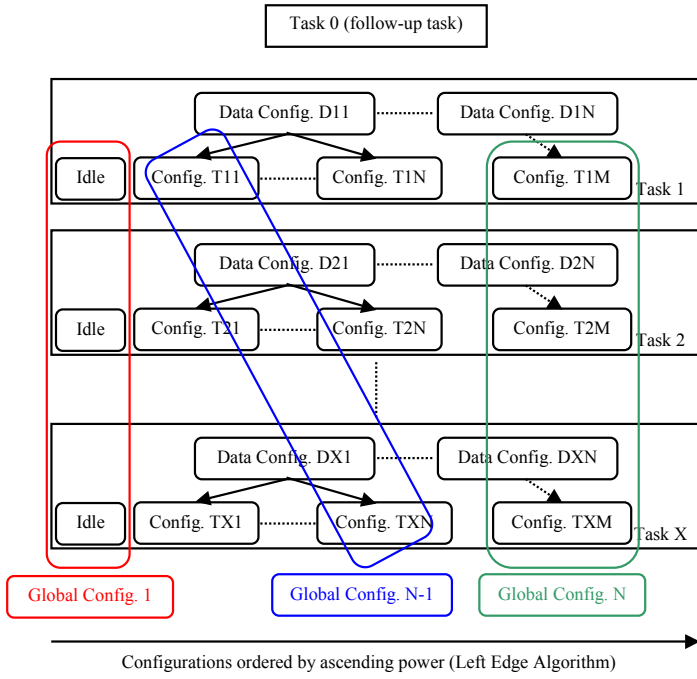 Task 0 (follow-up task)
Data Config. D11
Data Config. D1N
Idle
Config. T11
Config. T1N
Config. T1M
Task 1
Data Config. D21
Data Config. D2N
Idle
Config. T21
Config. T2N
Config. T2M
Task 2
Data Config. DX1
Data Config. DXN
Idle
Config. TX1
Config. TXN
Config. TXM
Task X
Global Config. 1
Global Config. N-1
Global Config. N
Configurations ordered by ascending power (Left Edge Algorithm)